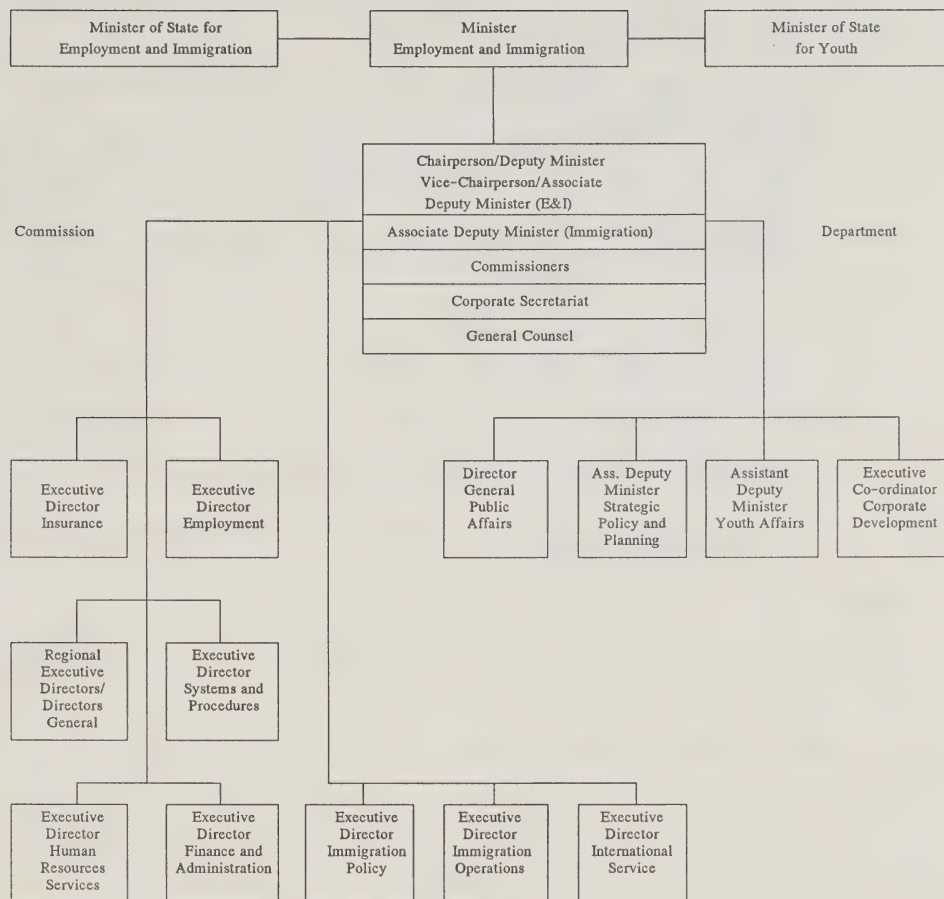 Minister of State for
Employment and Immigration
Minister
Employment and Immigration
Minister of State
for Youth
Chairperson/Deputy Minister
Vice-Chairperson/Associate
Deputy Minister (E&I)
Associate Deputy Minister (Immigration)
Commissioners
Corporate Secretariat
General Counsel
Commission
Department
Executive
Director
Insurance
Executive
Director
Employment
Director
General
Public
Affairs
Ass. Deputy
Minister
Strategic
Policy and
Planning
Assistant
Deputy
Minister
Youth Affairs
Executive
Co-ordinator
Corporate
Development
Regional
Executive
Directors/
Directors
General
Executive
Director
Systems and
Procedures
Executive
Director
Human
Resources
Services
Executive
Director
Finance and
Administration
Executive
Director
Immigration
Policy
Executive
Director
Immigration
Operations
Executive
Director
International
Service